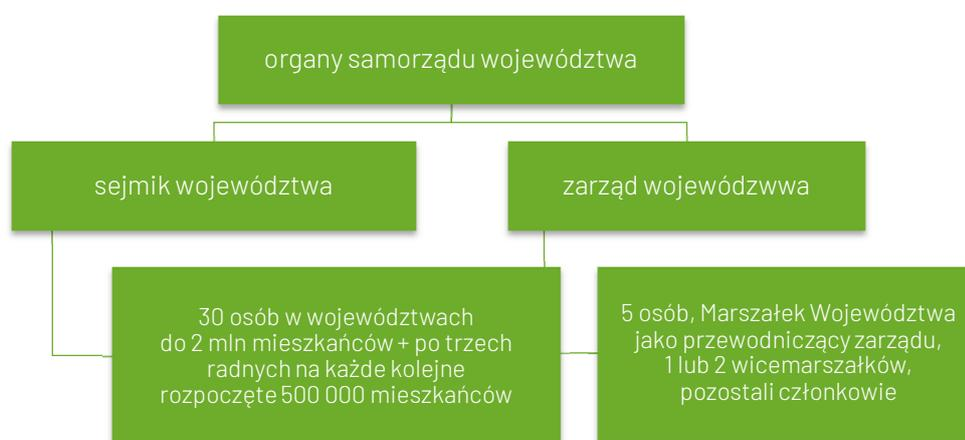 organy samorządu województwa
sejmik województwa
zarząd wojewódzwwa
30 osób w województwach
do 2 mln mieszkańców + po trzech
radnych na każde kolejne
rozpoczęte 500 000 mieszkańców
5 osób, Marszałek Województwa
jako przewodniczący zarządu,
1 lub 2 wicemarszałków,
pozostali członkowie